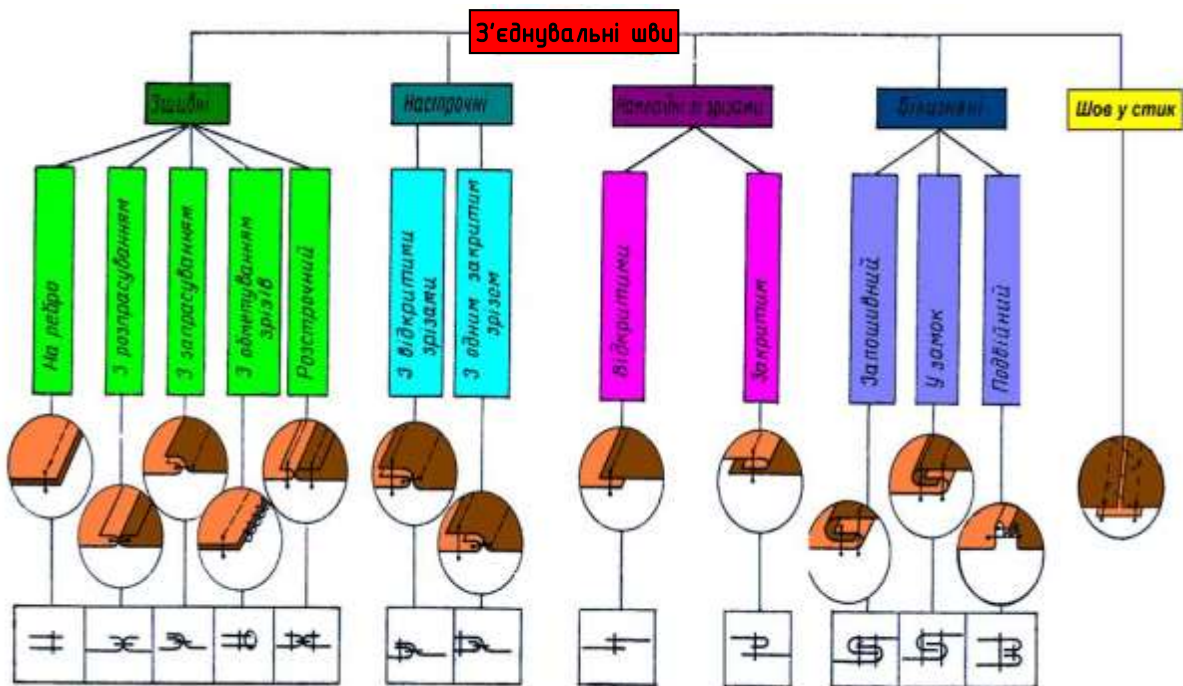 З'єднувальні шви
Зшивні
Настрочні
Накладні зі зрізами
Білизняні
Шов у стик
На ребро
З розпрасуванням
З запрасуванням
З обметуванням
зрізів
Розстрочний
З відкритими
зрізами
З одним закритим
зрізом
Відкритими
Закритим
Запошивний
У замок
Подвійний